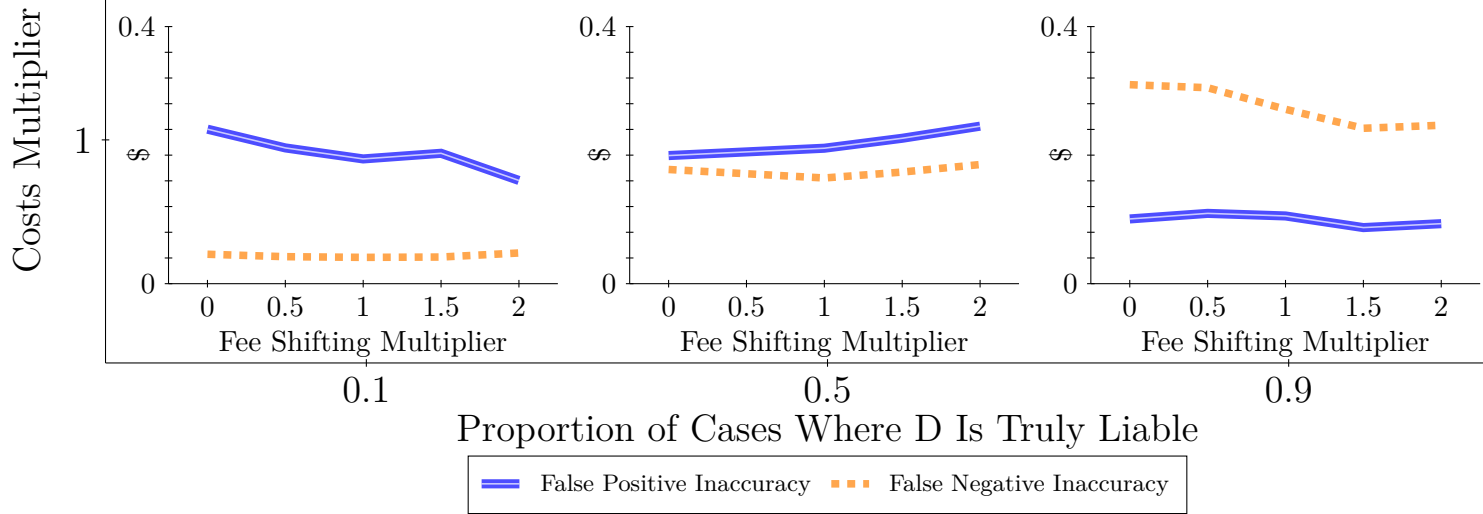 Costs Multiplier
1
0.4
$
0
0 0.5 1 1.5 2
Fee Shifting Multiplier
0.4
$
0
0 0.5 1 1.5 2
Fee Shifting Multiplier
0.4
$
0
0 0.5 1 1.5 2
Fee Shifting Multiplier
0.1 0.5 0.9
Proportion of Cases Where D Is Truly Liable
False Positive Inaccuracy False Negative Inaccuracy